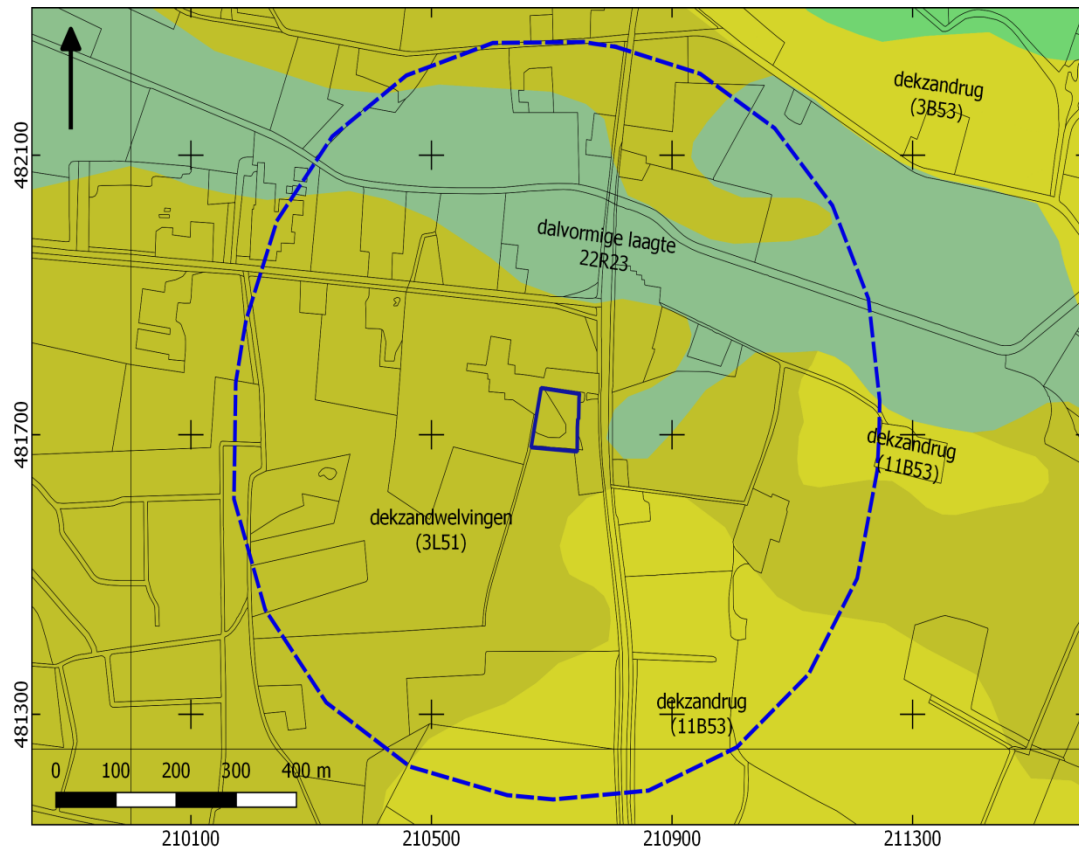 dekzandrug
(3B53)
482100
dalvormige laagte
22R23
481700
dekzandrug
(11B53)
dekzandwelvingen
(3L51)
481300
dekzandrug
(11B53)
0 100 200 300 400 m
210100 210500 210900 211300